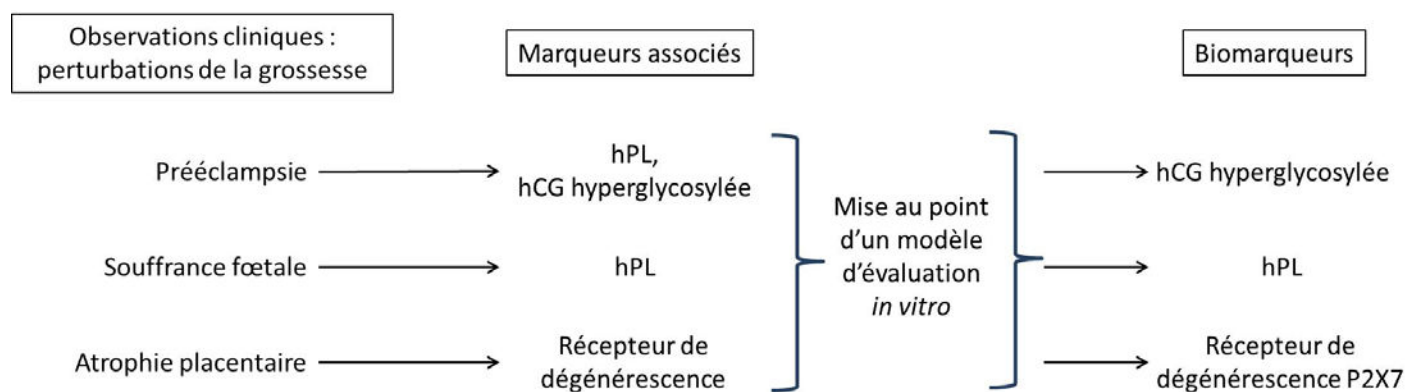 Observations cliniques :
perturbations de la grossesse
Marqueurs associés
Biomarqueurs
Prééclampsie
hPL,
hCG hyperglycosylée
hCG hyperglycosylée
Souffrance fœtale
hPL
hPL
Atrophie placentaire
Récepteur de
dégénérescence
Mise au point
d'un modèle
d'évaluation
in vitro
Récepteur de
dégénérescence P2X7